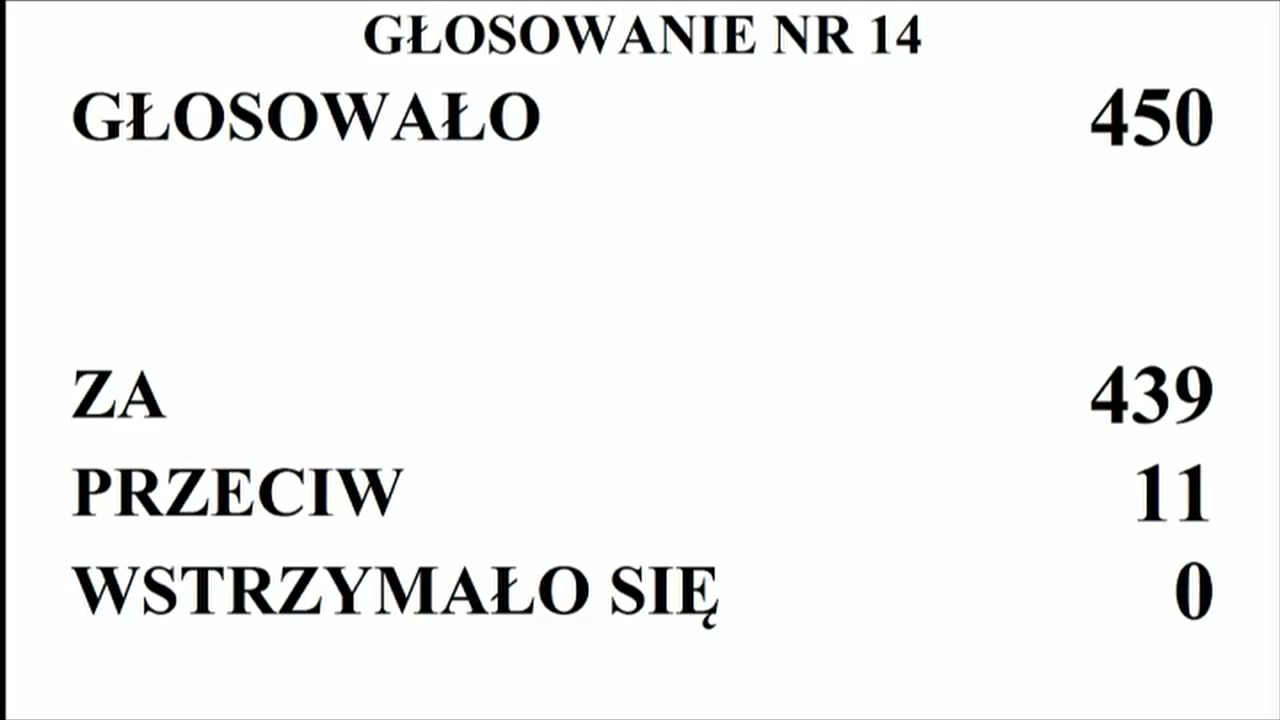 GŁOSOWANIE NR 14
GŁOSOWAŁO 450
ZA 439
PRZECIW 11
WSTRZYMAŁO SIĘ 0